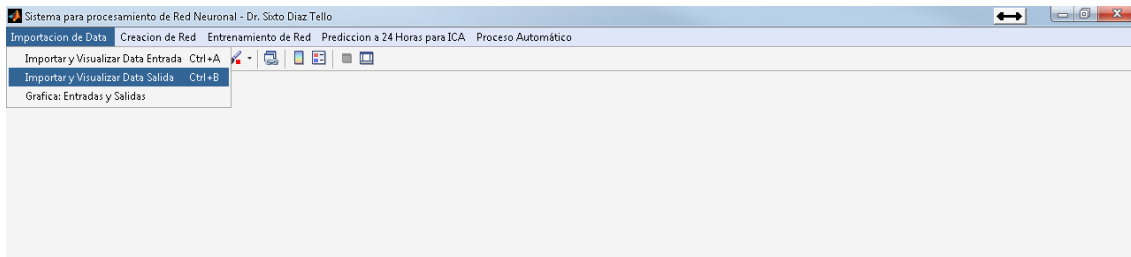 Sistema para procesamiento de Red Neuronal - Dr. Sixto Diaz Tello
Importacion de Data Creacion de Red Entrenamiento de Red Prediccion a 24 Horas para ICA Proceso Automático
Importar y Visualizar Data Entrada Ctrl+A
Importar y Visualizar Data Salida Ctrl+B
Grafica: Entradas y Salidas